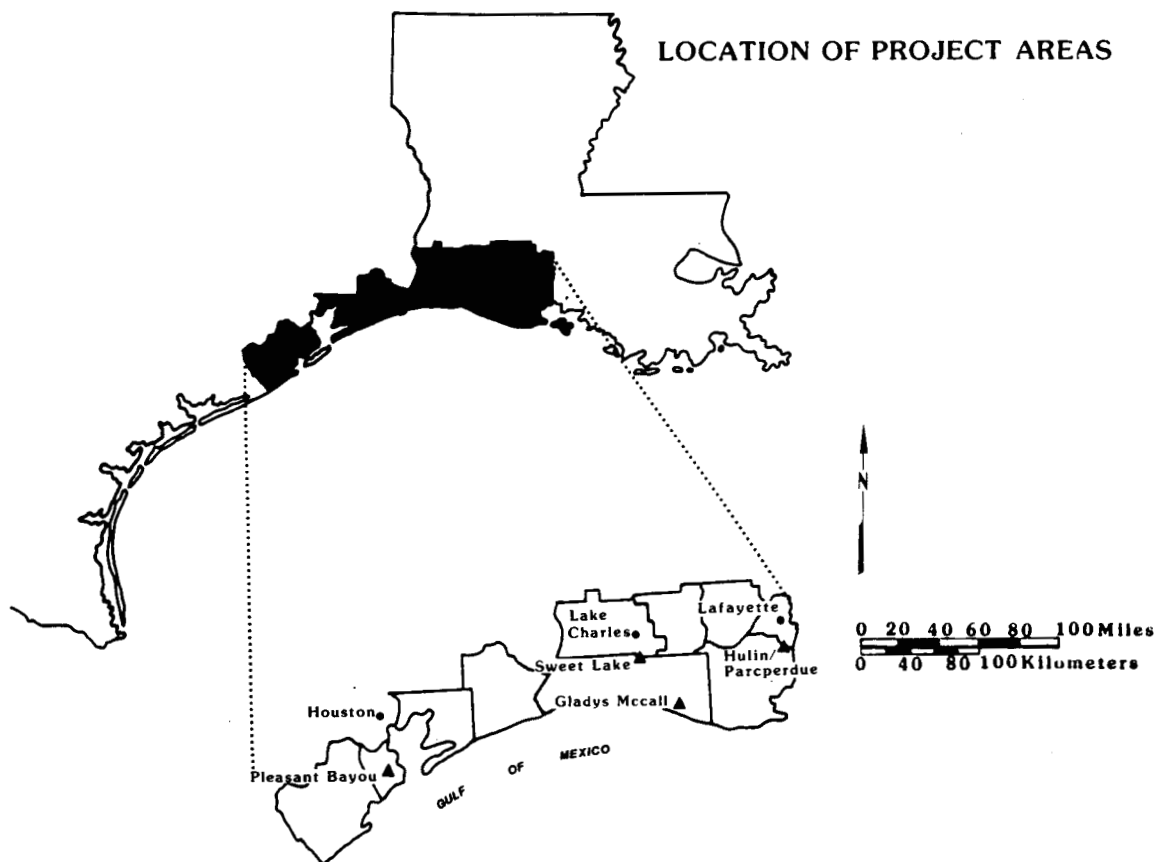 LOCATION OF PROJECT AREAS
N
0 20 40 60 80 100 Miles
0 40 80 100 Kilometers
Lake
Charles
Lafayette
Sweet Lake
Hulin/
Parcperdue
Gladys Mccall
Houston
Pleasant Bayou
GULF OF MEXICO